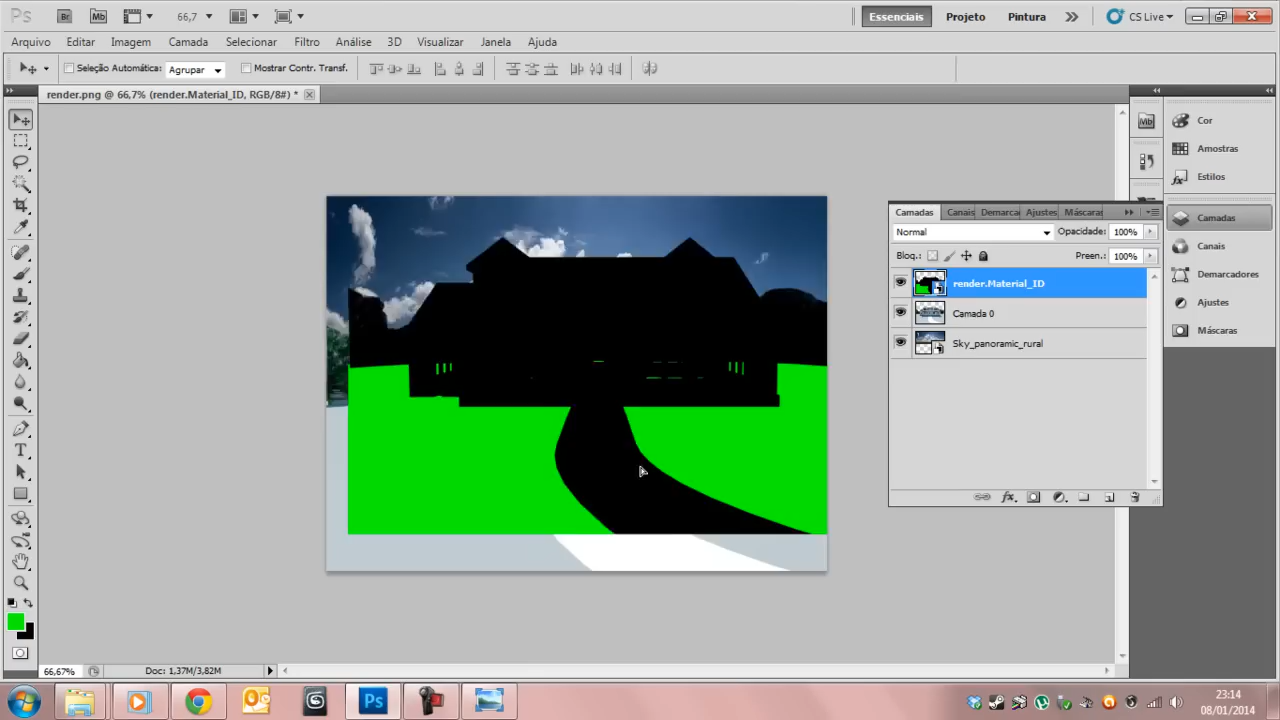 Ps Br Mb 66,7 Essenciais Projeto Pintura CS Live
Arquivo Editar Imagem Camada Selecionar Filtro Análise 3D Visualizar Janela Ajuda
Seleção Automática: Agrupar Mostrar Contr. Transf.
render.png @ 66,7% (render.Material_ID, RGB/8#) *
Mb Cor
Amostras
Estilos
Camadas Canais Demarca Ajustes Máscaras
Camadas
Normal Opacidade: 100%
Canais
Bloq.: Preen.: 100%
Demarcadores
render.Material_ID
Ajustes
Camada 0
Máscaras
Sky_panoramic_rural
fx
T
66,67% Doc: 1,37M/3,82M
Ps
23:14
08/01/2014